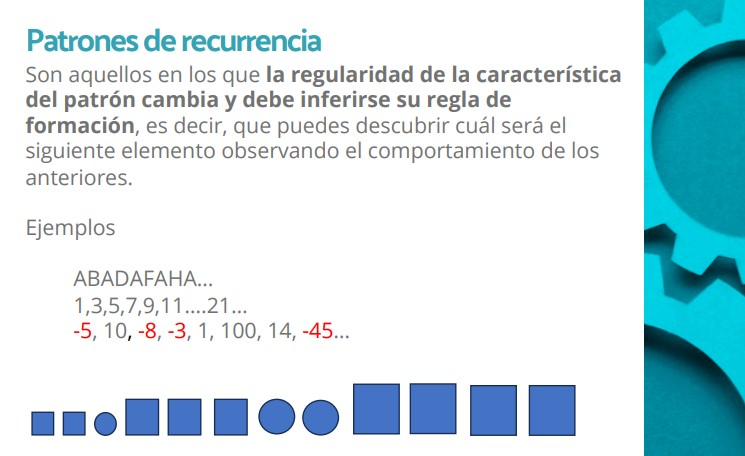 Patrones de recurrencia
Son aquellos en los que la regularidad de la característica
del patrón cambia y debe inferirse su regla de
formación, es decir, que puedes descubrir cuál será el
siguiente elemento observando el comportamiento de los
anteriores.
Ejemplos
ABADAFAHA...
1,3,5,7,9,11....21...
-5, 10, -8, -3, 1, 100, 14, -45...